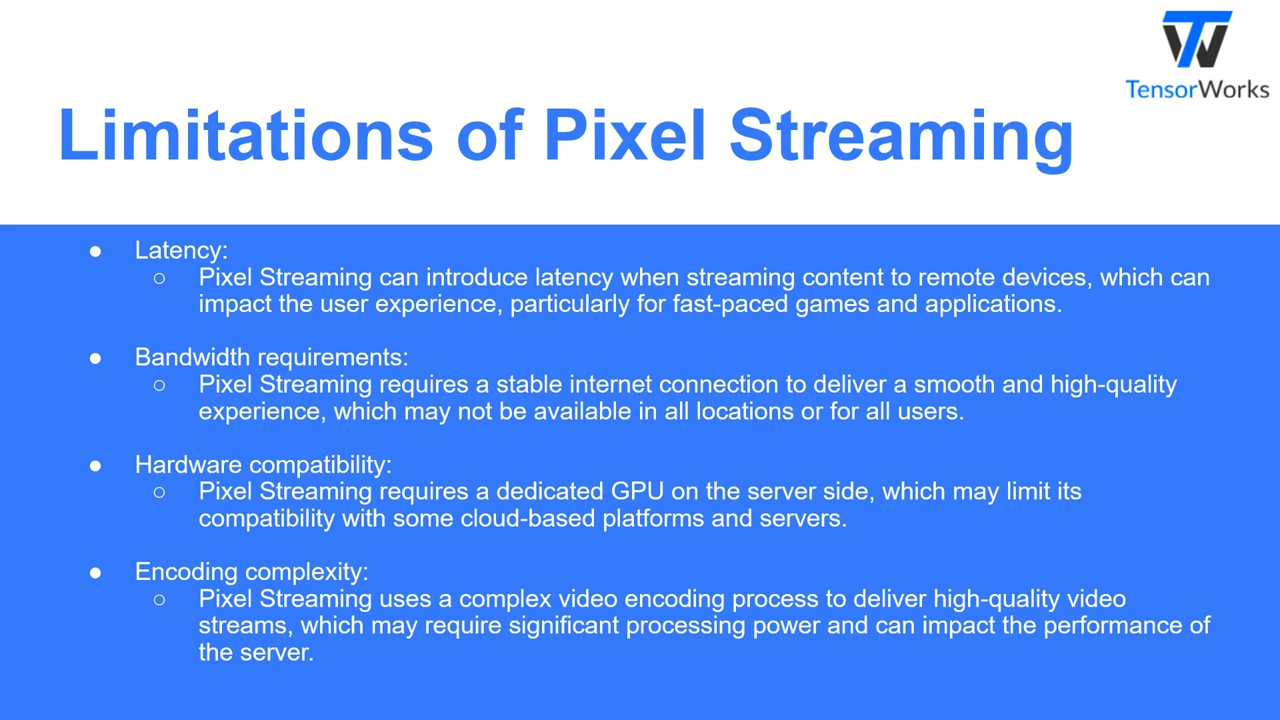 TensorWorks
Limitations of Pixel Streaming
● Latency:
○ Pixel Streaming can introduce latency when streaming content to remote devices, which can
impact the user experience, particularly for fast-paced games and applications.
● Bandwidth requirements:
○ Pixel Streaming requires a stable internet connection to deliver a smooth and high-quality
experience, which may not be available in all locations or for all users.
● Hardware compatibility:
○ Pixel Streaming requires a dedicated GPU on the server side, which may limit its
compatibility with some cloud-based platforms and servers.
● Encoding complexity:
○ Pixel Streaming uses a complex video encoding process to deliver high-quality video
streams, which may require significant processing power and can impact the performance of
the server.